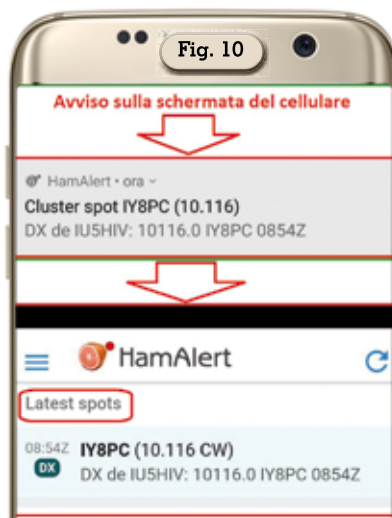 Fig. 10
Avviso sulla schermata del cellulare
HamAlert • ora
Cluster spot IY8PC (10.116)
DX de IU5HIV: 10116.0 IY8PC 0854Z
HamAlert
Latest spots
08:54Z IY8PC (10.116 CW)
DX DX de IU5HIV: 10116.0 IY8PC 0854Z